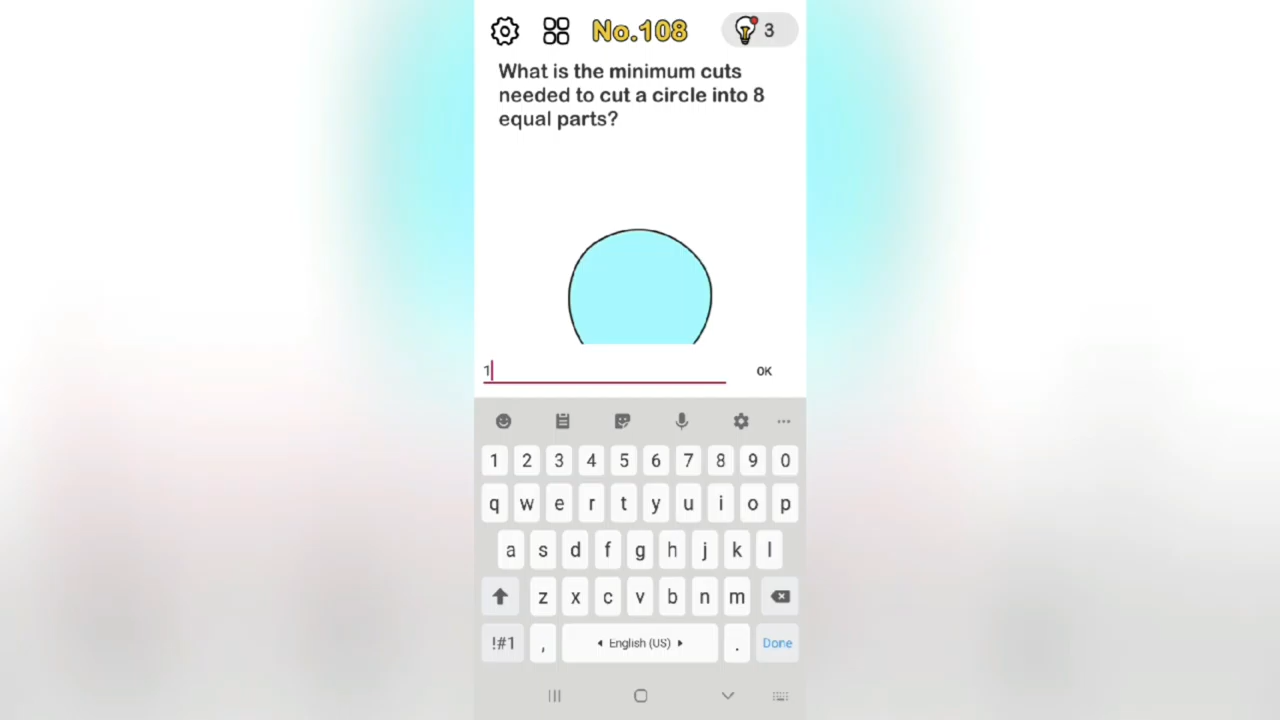 No.108
3
What is the minimum cuts
needed to cut a circle into 8
equal parts?
1
OK
1 2 3 4 5 6 7 8 9 0
q w e r t y u i o p
a s d f g h j k l
z x c v b n m
!#1 , English (US) . Done